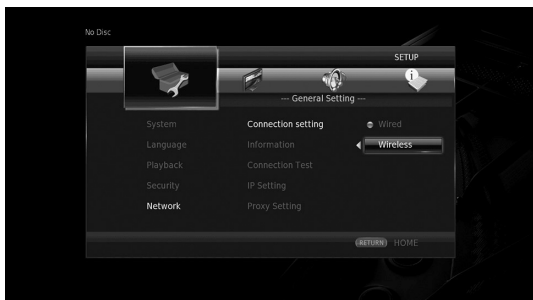 No Disc
SETUP
--- General Setting ---
System Connection setting Wired
Language Information Wireless
Playback Connection Test
Security IP Setting
Network Proxy Setting
RETURN HOME